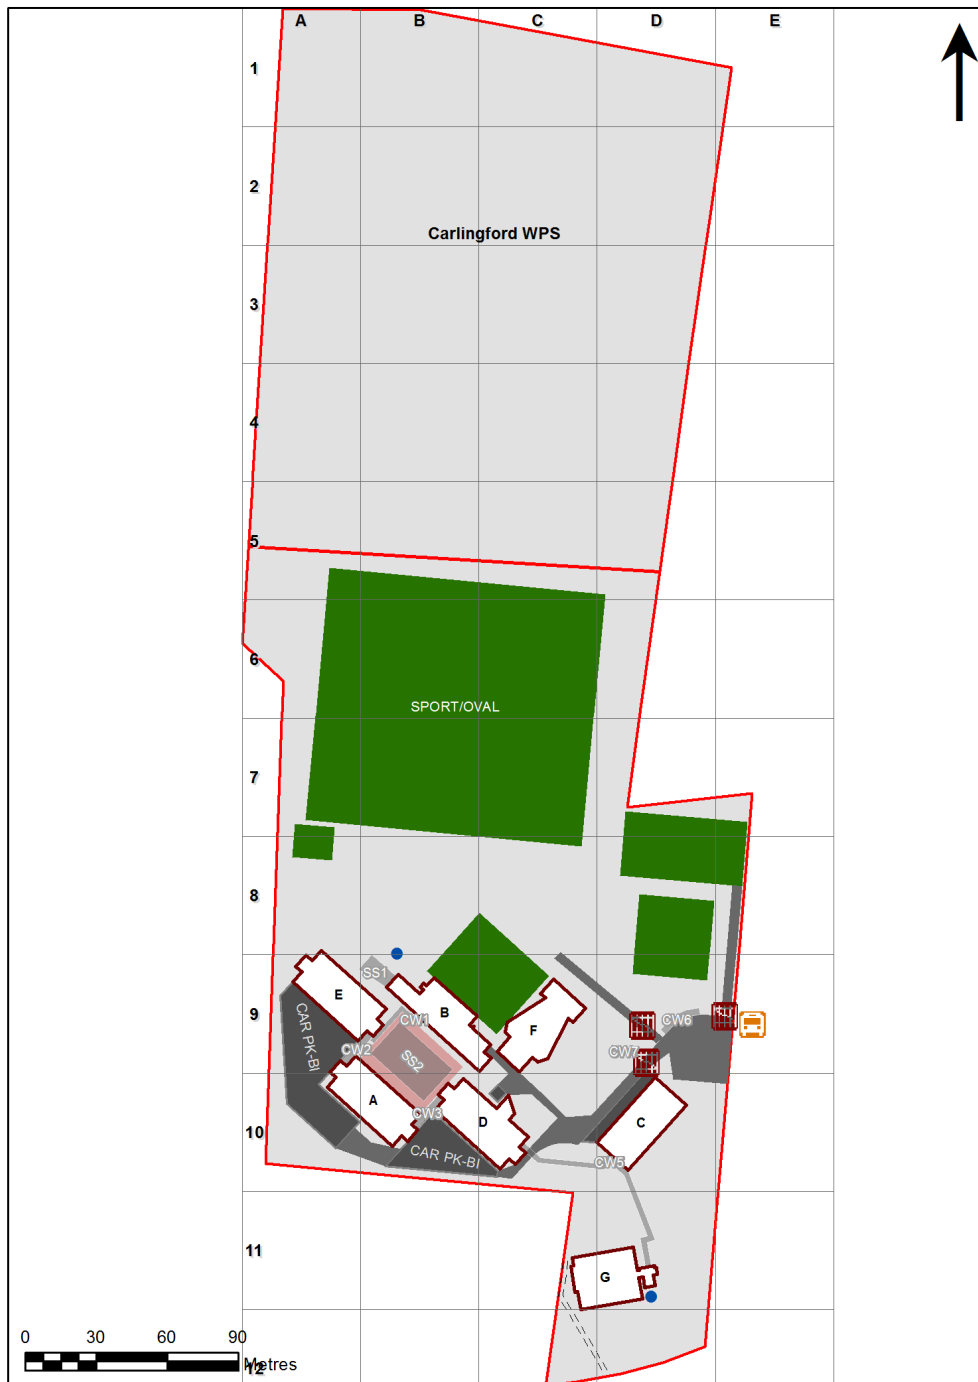 A B C D E
1
2
Carlingford WPS
3
4
5
6
SPORT/OVAL
7
8
SS1
9
E
CAR PK-BI
CW1
B
F
CW6
CW2
SS2
CW7
A
CW3
D
C
10
CAR PK-BI
CW5
11
G
0 30 60 90
Metres
12